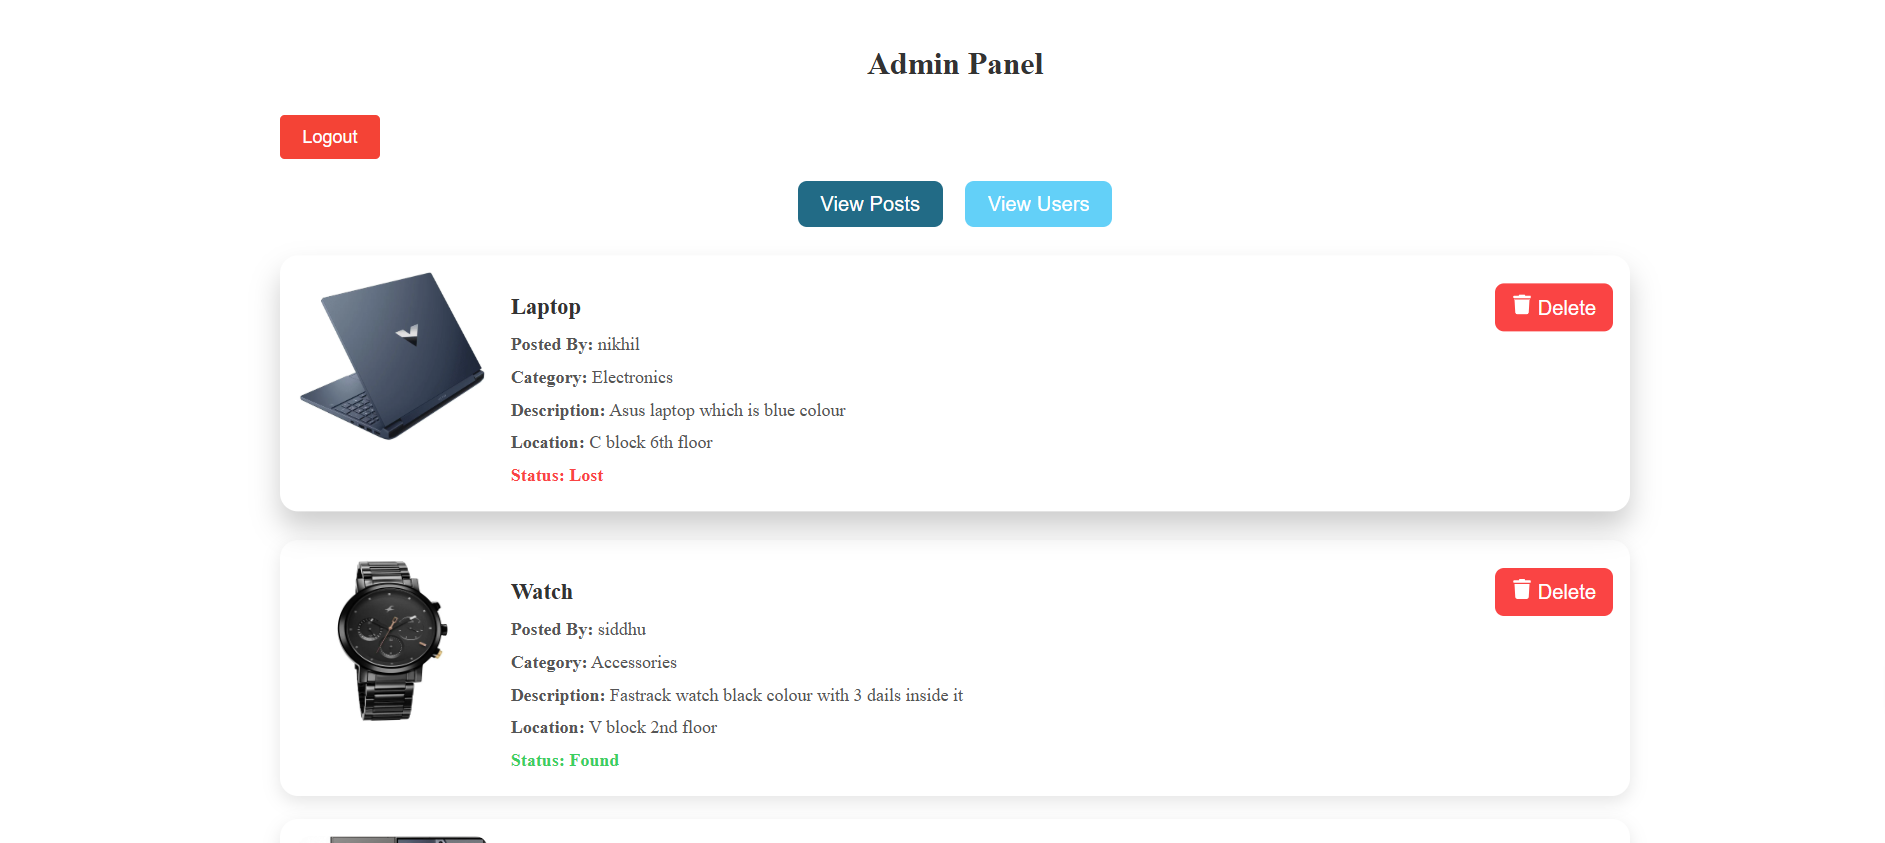 Admin Panel
Logout
View Posts
View Users
Laptop
Delete
Posted By: nikhil
Category: Electronics
Description: Asus laptop which is blue colour
Location: C block 6th floor
Status: Lost
Watch
Delete
Posted By: siddhu
Category: Accessories
Description: Fastrack watch black colour with 3 dails inside it
Location: V block 2nd floor
Status: Found